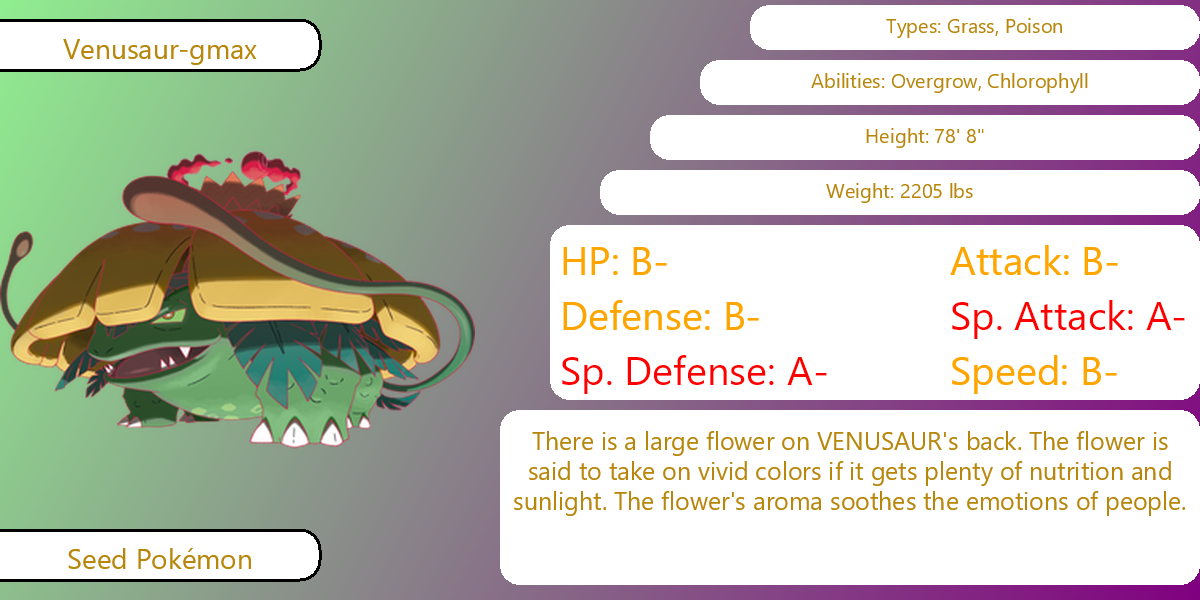 Venusaur-gmax
Types: Grass, Poison
Abilities: Overgrow, Chlorophyll
Height: 78' 8"
Weight: 2205 lbs
HP: B-
Attack: B-
Defense: B-
Sp. Attack: A-
Sp. Defense: A-
Speed: B-
There is a large flower on VENUSAUR's back. The flower is
said to take on vivid colors if it gets plenty of nutrition and
sunlight. The flower's aroma soothes the emotions of people.
Seed Pokémon